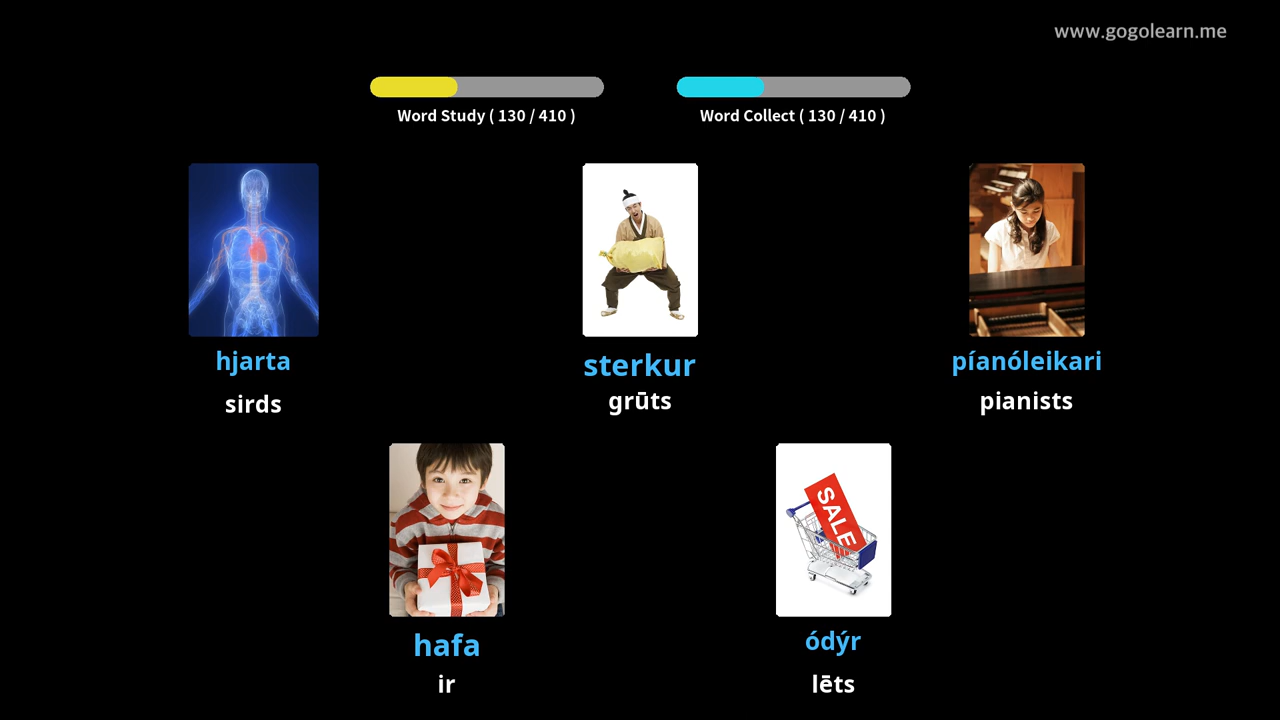 www.gogolearn.me
Word Study ( 130 / 410 )
Word Collect ( 130 / 410 )
hjarta
sirds
sterkur
grūts
píanóleikari
pianists
hafa
ir
SALE
ódýr
lēts